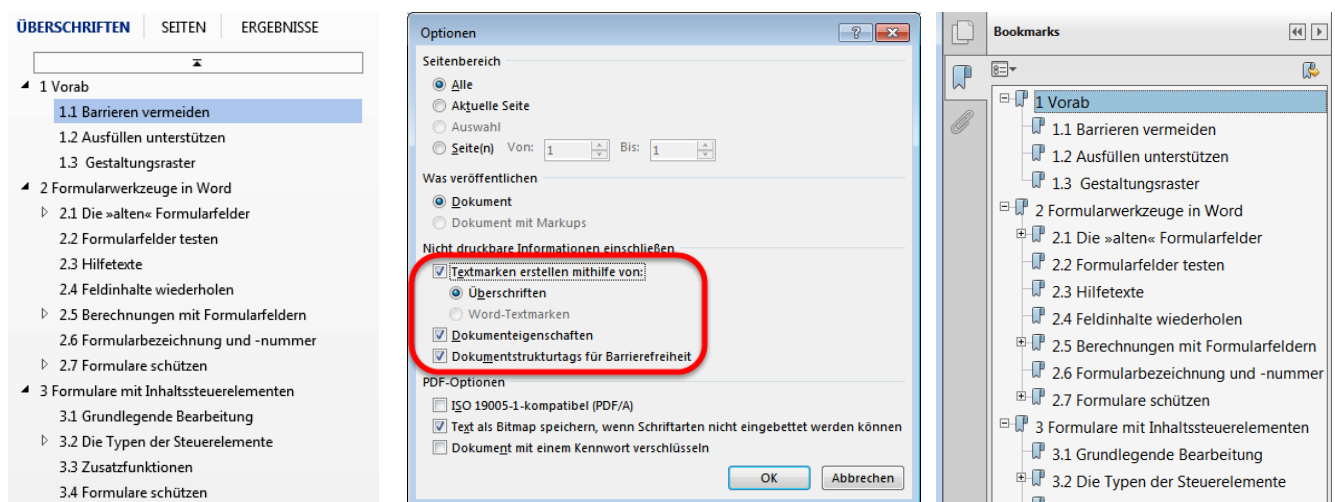 ÜBERSCHRIFTEN SEITEN ERGEBNISSE
1 Vorab
1.1 Barrieren vermeiden
1.2 Ausfüllen unterstützen
1.3 Gestaltungsraster
2 Formularwerkzeuge in Word
2.1 Die »alten« Formularfelder
2.2 Formularfelder testen
2.3 Hilfetexte
2.4 Feldinhalte wiederholen
2.5 Berechnungen mit Formularfeldern
2.6 Formularbezeichnung und -nummer
2.7 Formulare schützen
3 Formulare mit Inhaltssteuerelementen
3.1 Grundlegende Bearbeitung
3.2 Die Typen der Steuerelemente
3.3 Zusatzfunktionen
3.4 Formulare schützen
Optionen
Seitenbereich
Alle
Aktuelle Seite
Auswahl
Seite(n) Von: 1 Bis: 1
Was veröffentlichen
Dokument
Dokument mit Markups
Nicht druckbare Informationen einschließen
Textmarken erstellen mithilfe von:
Überschriften
Word-Textmarken
Dokumenteigenschaften
Dokumentstrukturtags für Barrierefreiheit
PDF-Optionen
ISO 19005-1-kompatibel (PDF/A)
Text als Bitmap speichern, wenn Schriftarten nicht eingebettet werden können
Dokument mit einem Kennwort verschlüsseln
OK Abbrechen
Bookmarks
1 Vorab
1.1 Barrieren vermeiden
1.2 Ausfüllen unterstützen
1.3 Gestaltungsraster
2 Formularwerkzeuge in Word
2.1 Die »alten« Formularfelder
2.2 Formularfelder testen
2.3 Hilfetexte
2.4 Feldinhalte wiederholen
2.5 Berechnungen mit Formularfeldern
2.6 Formularbezeichnung und -nummer
2.7 Formulare schützen
3 Formulare mit Inhaltssteuerelementen
3.1 Grundlegende Bearbeitung
3.2 Die Typen der Steuerelemente